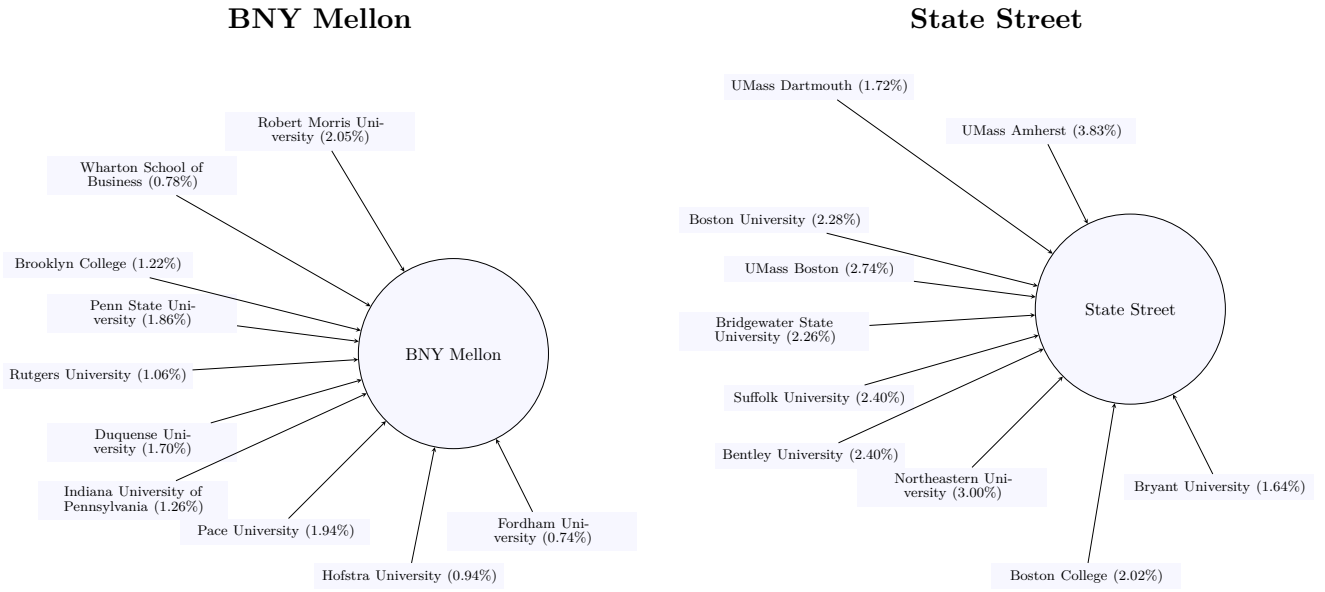 BNY Mellon
Robert Morris Uni-
versity (2.05%)
Wharton School of
Business (0.78%)
Brooklyn College (1.22%)
Penn State Uni-
versity (1.86%)
Rutgers University (1.06%)
Duquense Uni-
versity (1.70%)
Indiana University of
Pennsylvania (1.26%)
Pace University (1.94%)
Hofstra University (0.94%)
Fordham Uni-
versity (0.74%)
BNY Mellon
State Street
UMass Dartmouth (1.72%)
UMass Amherst (3.83%)
Boston University (2.28%)
UMass Boston (2.74%)
Bridgewater State
University (2.26%)
Suffolk University (2.40%)
Bentley University (2.40%)
Northeastern Uni-
versity (3.00%)
Boston College (2.02%)
Bryant University (1.64%)
State Street